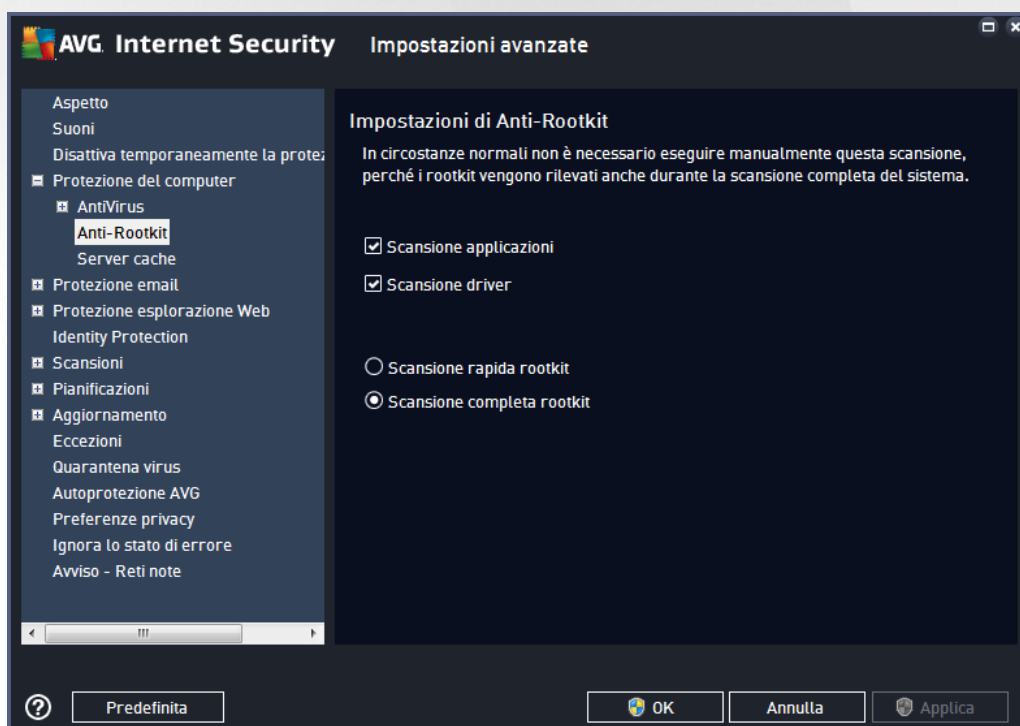 AVG. Internet Security
Impostazioni avanzate
Aspetto
Suoni
Disattiva temporaneamente la
Protezione del computer
AntiVirus
Anti-Rootkit
Server cache
Protezione email
Protezione esplorazione Web
Identity Protection
Scansioni
Pianificazioni
Aggiornamento
Eccezioni
Quarantena virus
Autoprotezione AVG
Preferenze privacy
Ignora lo stato di errore
Avviso - Reti note
Impostazioni di Anti-Rootkit
In circostanze normali non è necessario eseguire manualmente questa scansione,
perché i rootkit vengono rilevati anche durante la scansione completa del sistema.
Scansione applicazioni
Scansione driver
Scansione rapida rootkit
Scansione completa rootkit
Predefinita
OK
Annulla
Applica